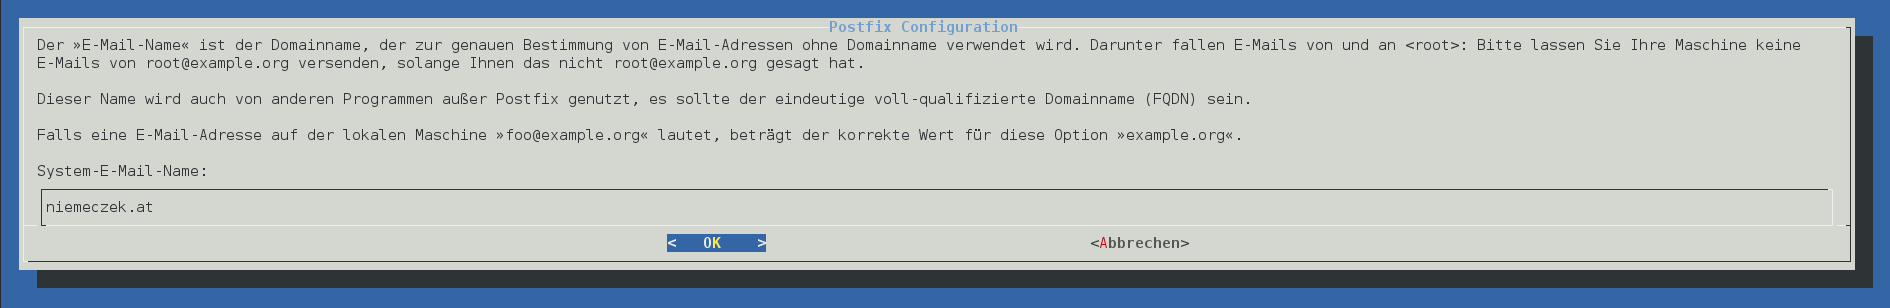 Postfix Configuration
Der »E-Mail-Name« ist der Domainname, der zur genauen Bestimmung von E-Mail-Adressen ohne Domainname verwendet wird. Darunter fallen E-Mails von und an <root>: Bitte lassen Sie Ihre Maschine keine
E-Mails von root@example.org versenden, solange Ihnen das nicht root@example.org gesagt hat.
Dieser Name wird auch von anderen Programmen außer Postfix genutzt, es sollte der eindeutige voll-qualifizierte Domainname (FQDN) sein.
Falls eine E-Mail-Adresse auf der lokalen Maschine »foo@example.org« lautet, beträgt der korrekte Wert für diese Option »example.org«.
System-E-Mail-Name:
niemeczek.at
<   OK    > <Abbrechen>